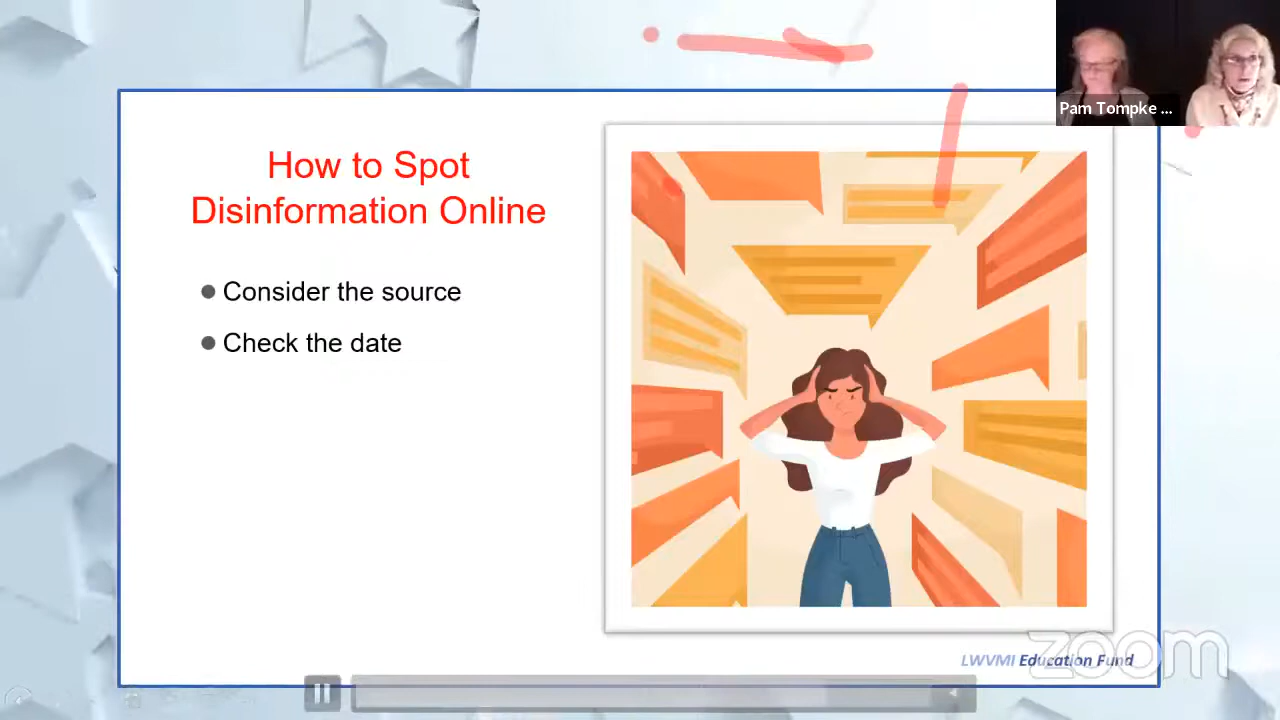 Pam Tompke ...
How to Spot
Disinformation Online
Consider the source
Check the date
LWVMI Education Fund
zoom